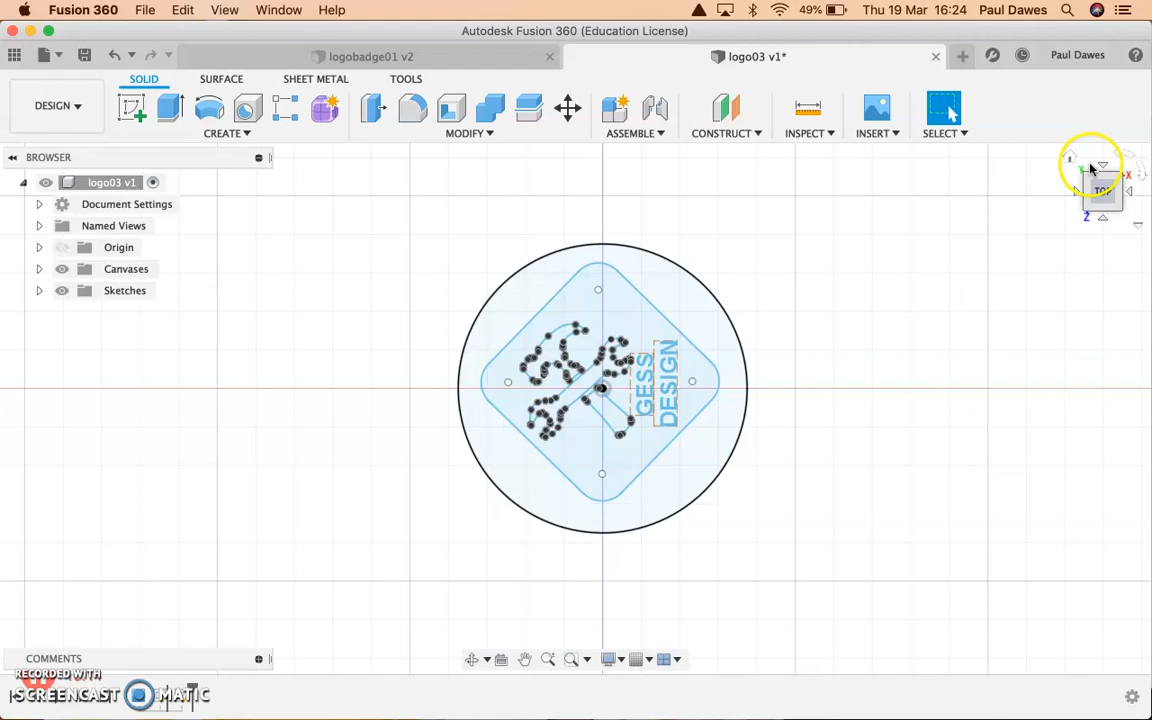 Fusion 360 File Edit View Window Help 49% Thu 19 Mar 16:24 Paul Dawes
Autodesk Fusion 360 (Education License)
logobadge01 v2 logo03 v1* Paul Dawes
SOLID SURFACE SHEET METAL TOOLS
DESIGN
CREATE MODIFY ASSEMBLE CONSTRUCT INSPECT INSERT SELECT
BROWSER
logo03 v1
Document Settings
Named Views
Origin
Canvases
Sketches
X
Y
TOP
Z
GESS
DESIGN
COMMENTS
RECORDED WITH
SCREENCAST MATIC